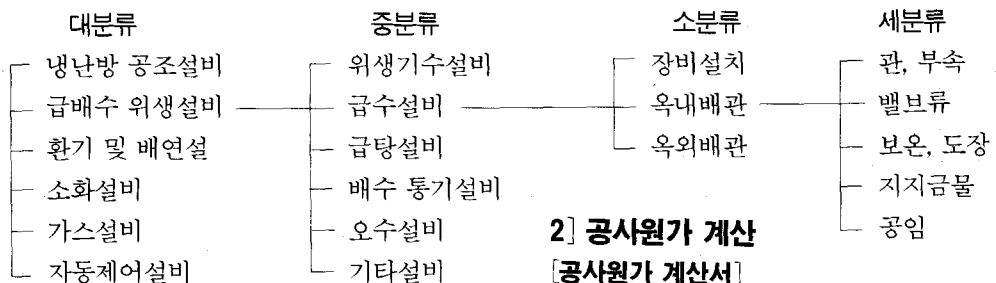 대분류 중분류 소분류 세분류
냉난방 공조설비 위생기수설비 장비설치 관, 부속
급배수 위생설비 급수설비 옥내배관 밸브류
환기 및 배연설 급탕설비 옥외배관 보온, 도장
소화설비 배수 통기설비 지지금물
가스설비 오수설비 2] 공사원가 계산 공임
자동제어설비 기타설비 [공사원가 계산서]